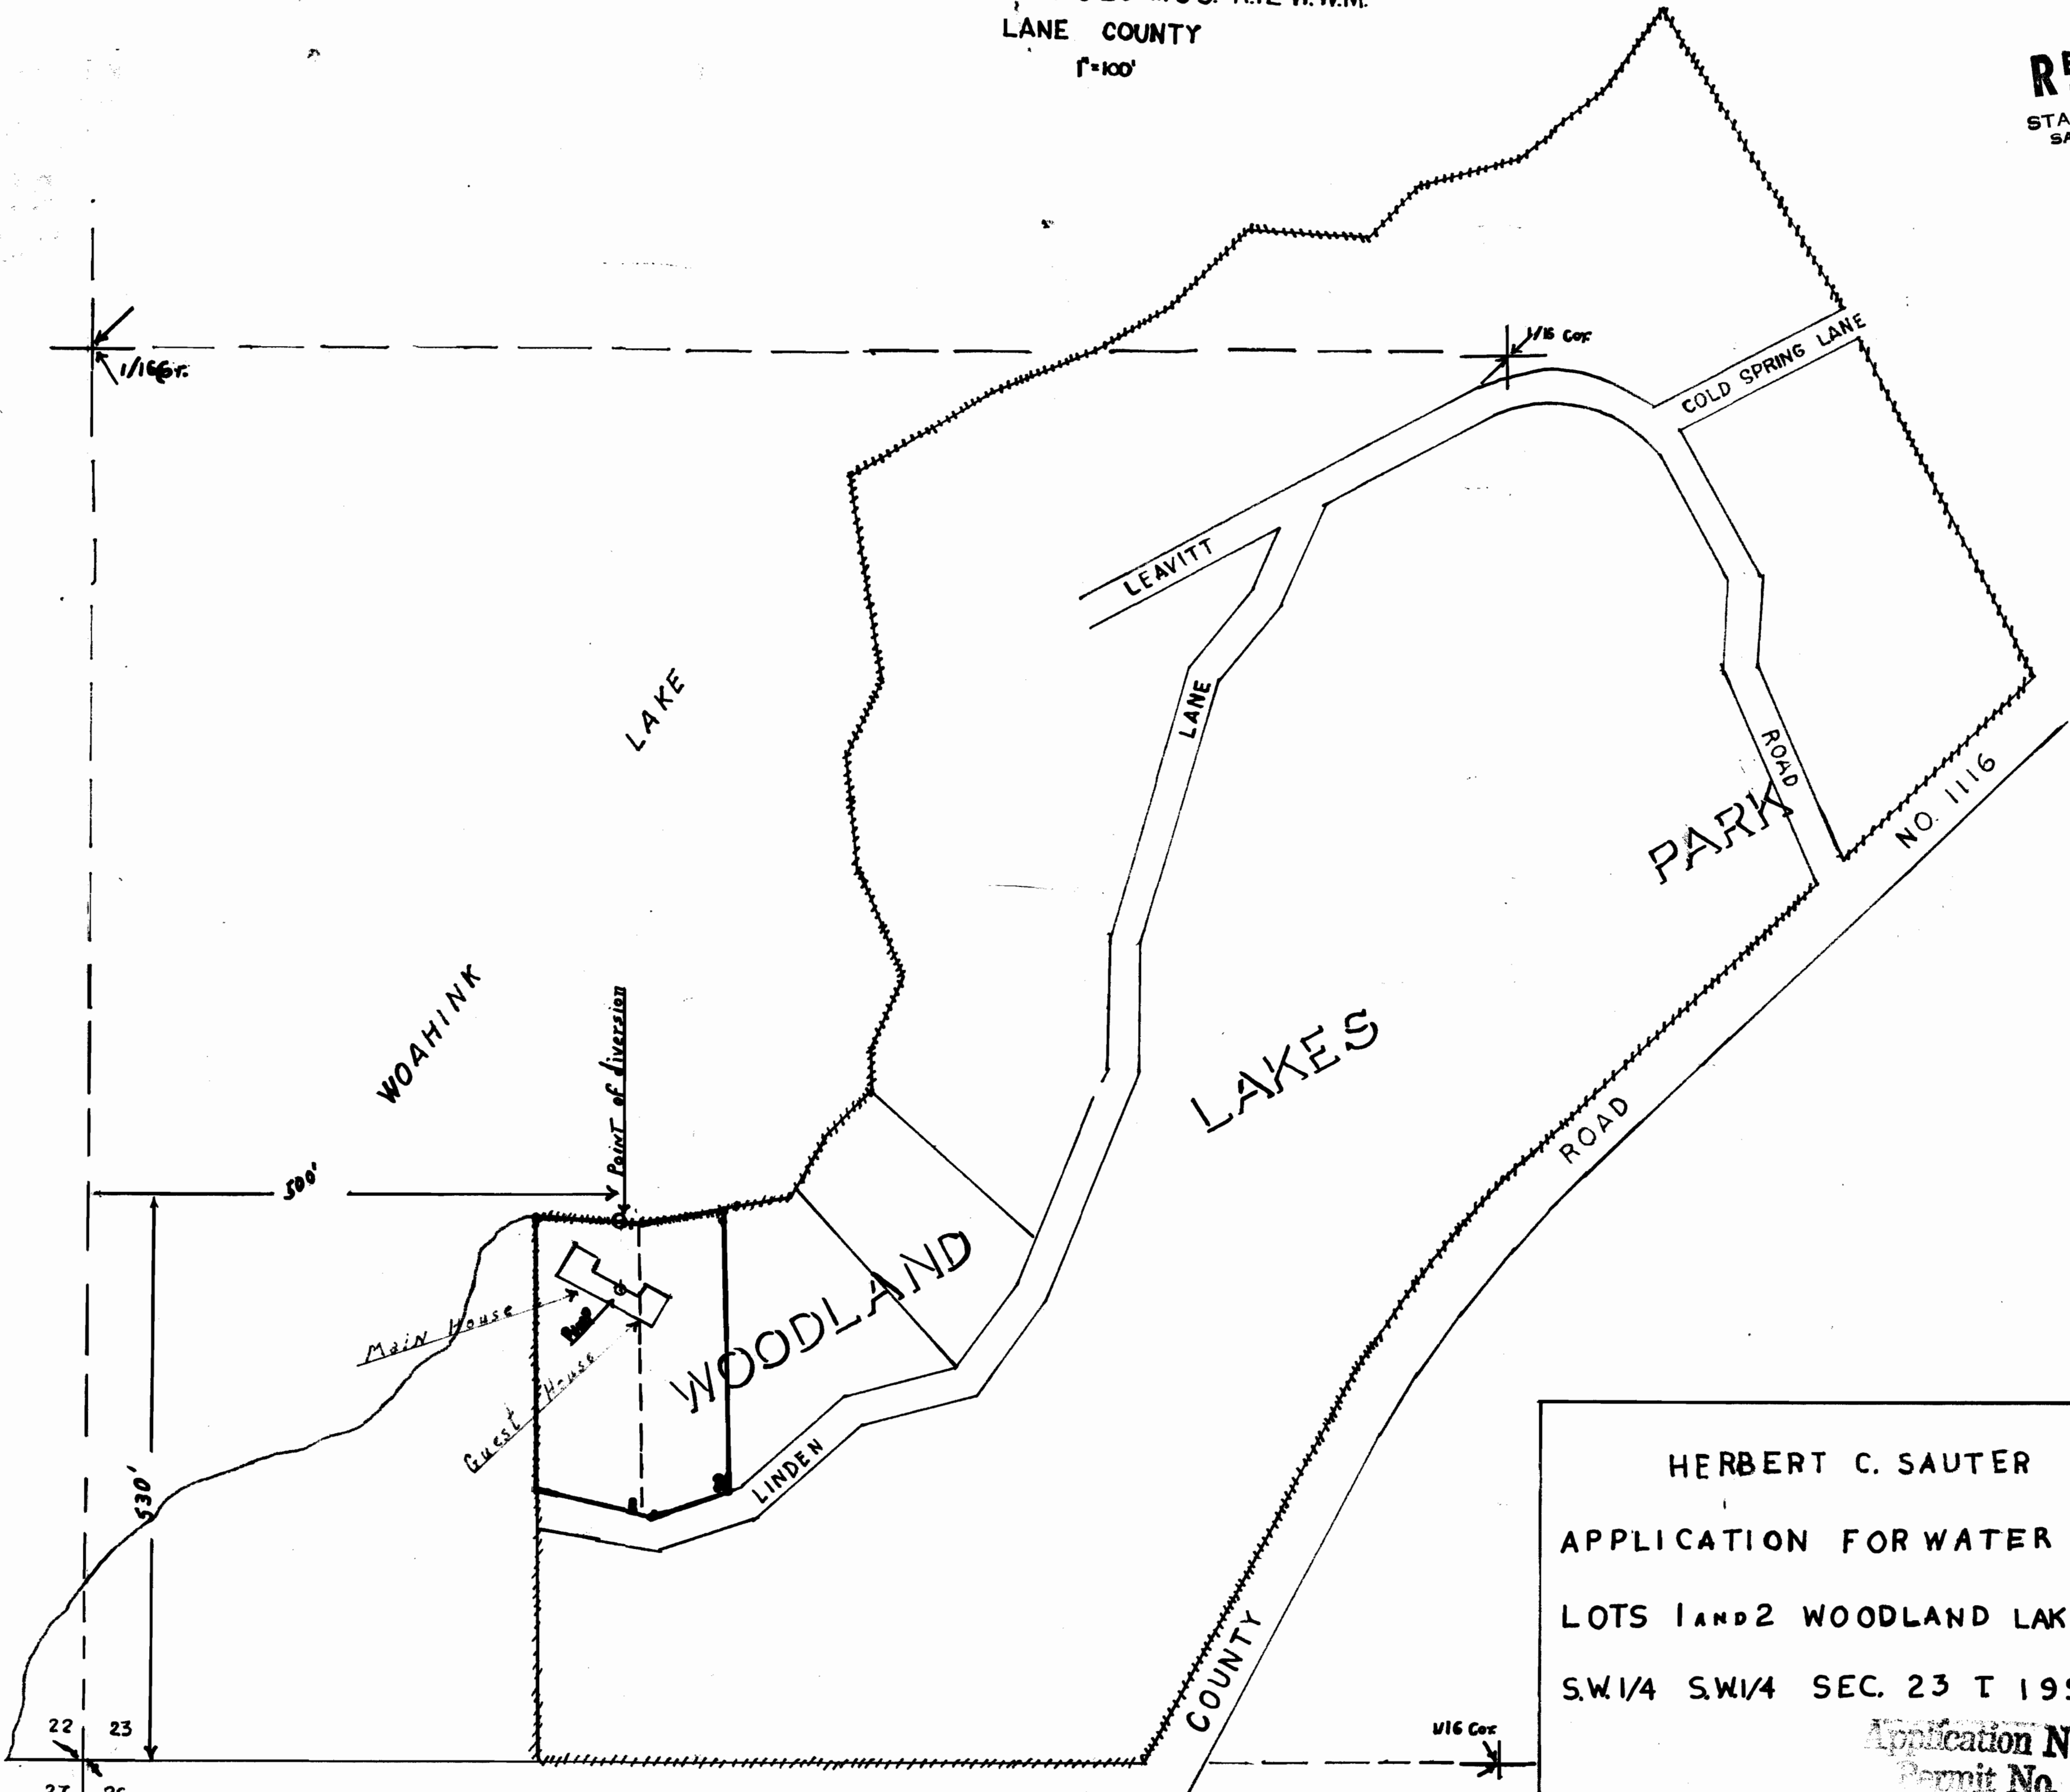 LANE COUNTY
1"=100'
1/16 Cor.
1/16 Cor.
COLD SPRING LANE
LEAVITT
LAKE
LANE
ROAD
PARK
NO. 1116
WOAHINK
Point of diversion
LAKES
ROAD
500'
WOODLAND
Main House
Guest House
LINDEN
530'
COUNTY
22 23
1/16 Cor.
HERBERT C. SAUTER
APPLICATION FOR WATER
LOTS 1 AND 2 WOODLAND LAK
S.W.1/4 S.W.1/4 SEC. 23 T 19S
Application N
Permit No.